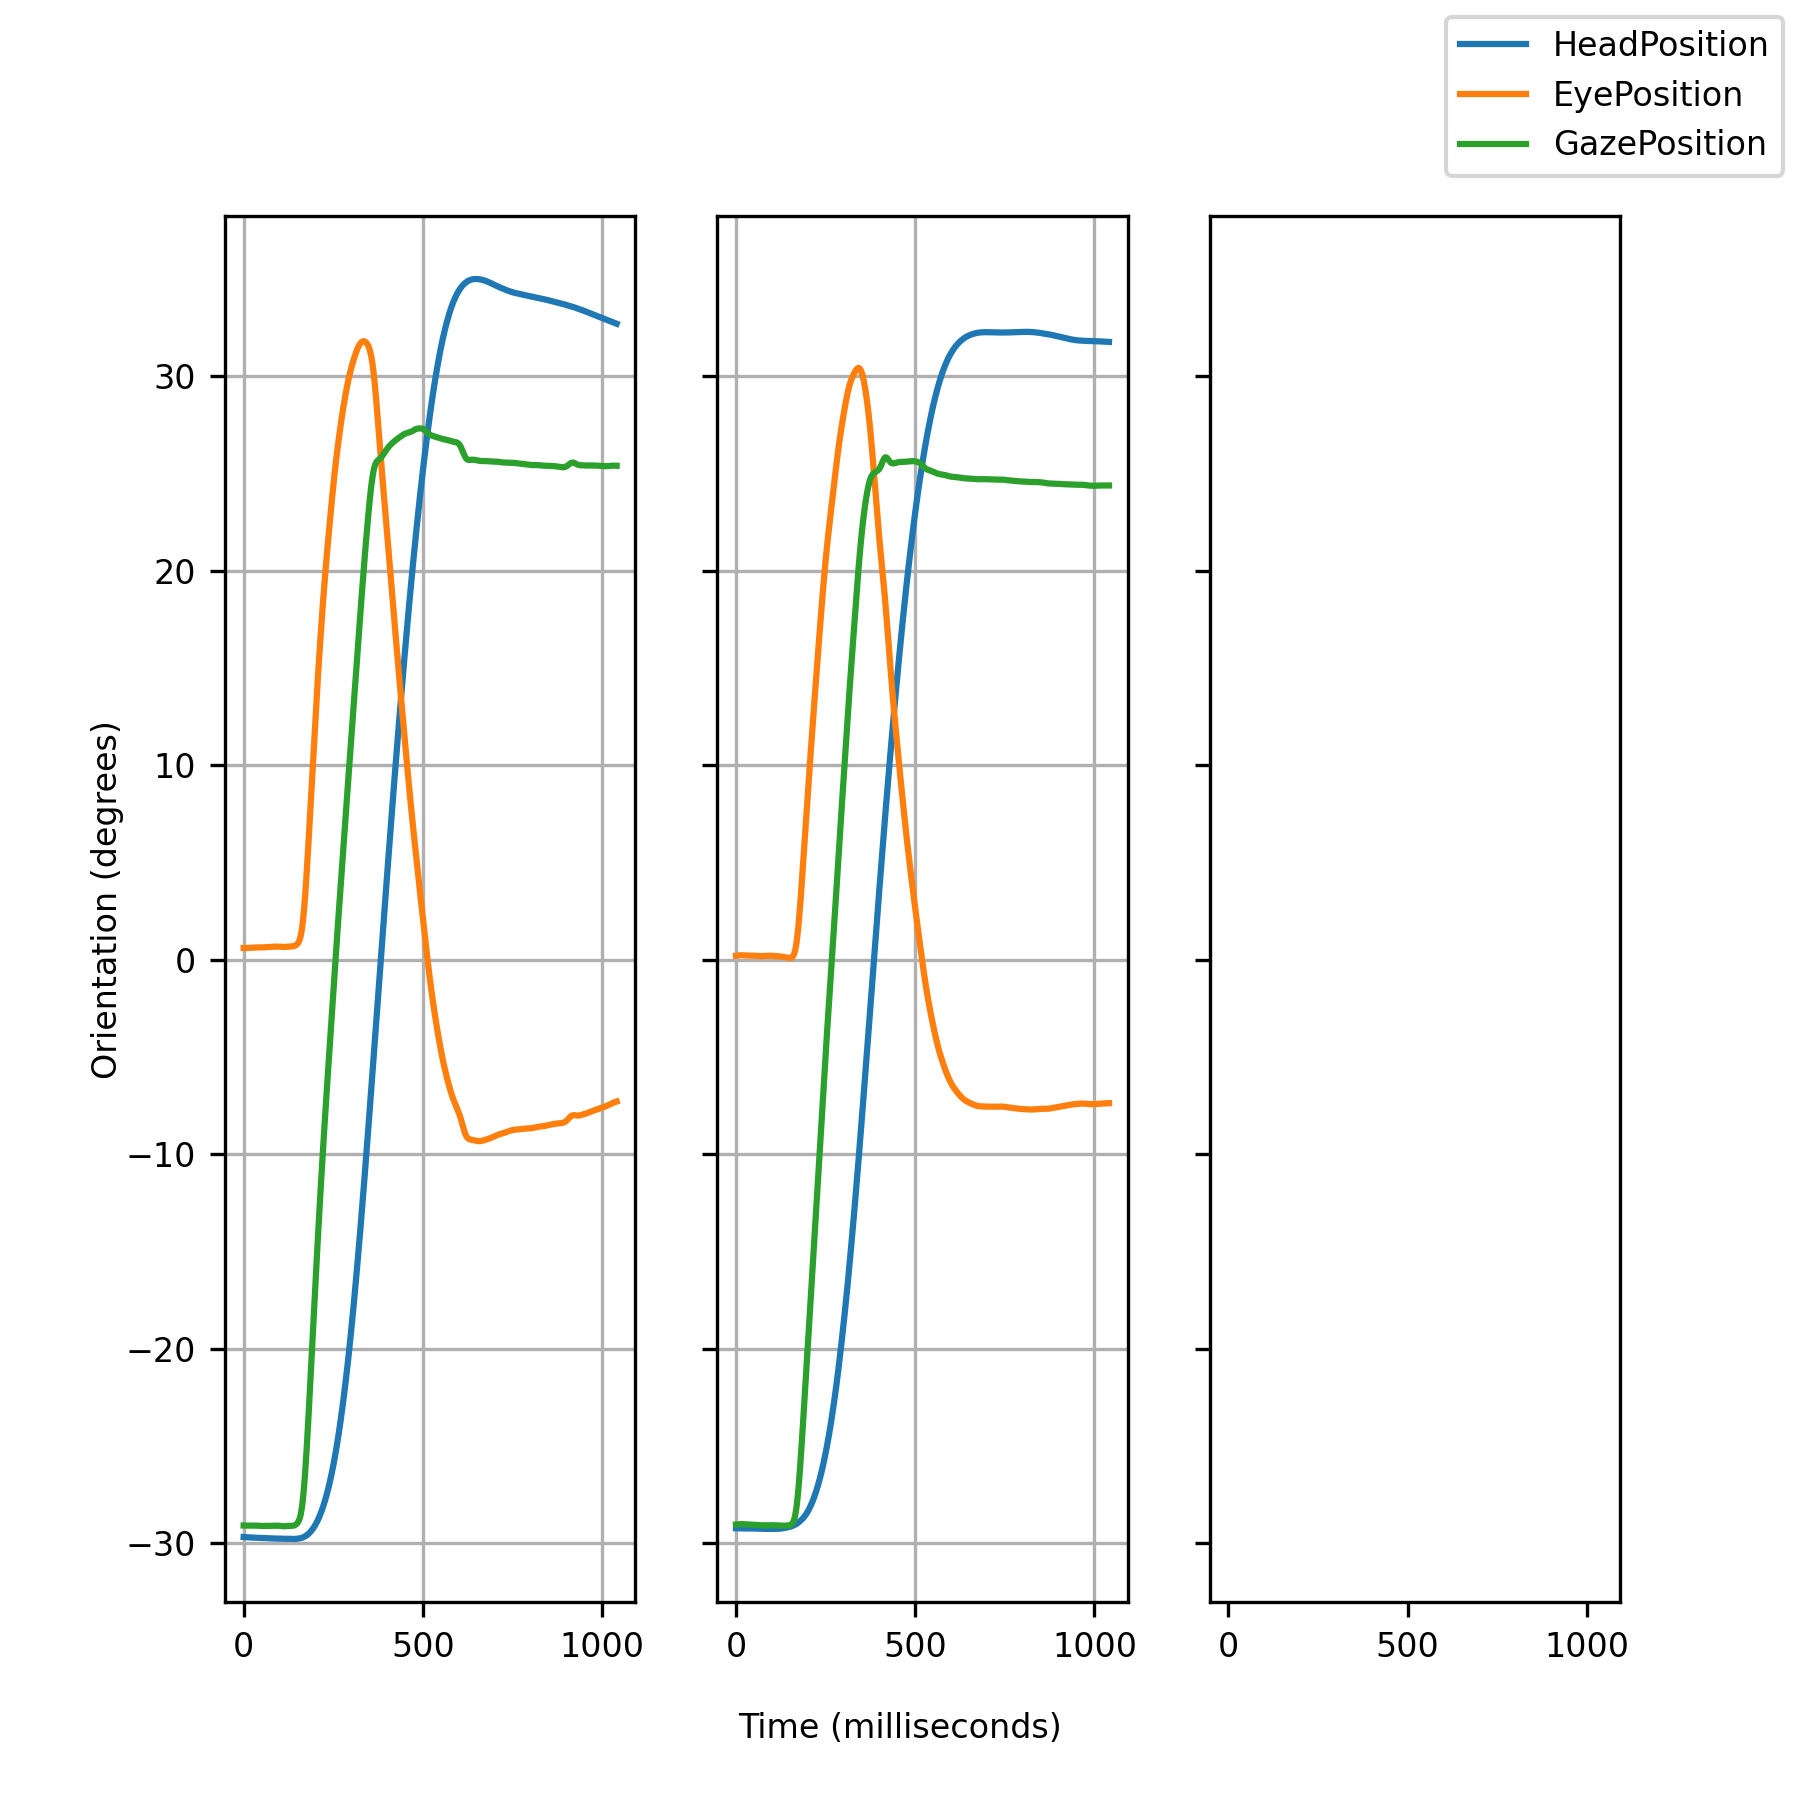 HeadPosition
EyePosition
GazePosition
30
20
10
0
−10
−20
−30
Orientation (degrees)
0 500 1000
0 500 1000
0 500 1000
Time (milliseconds)